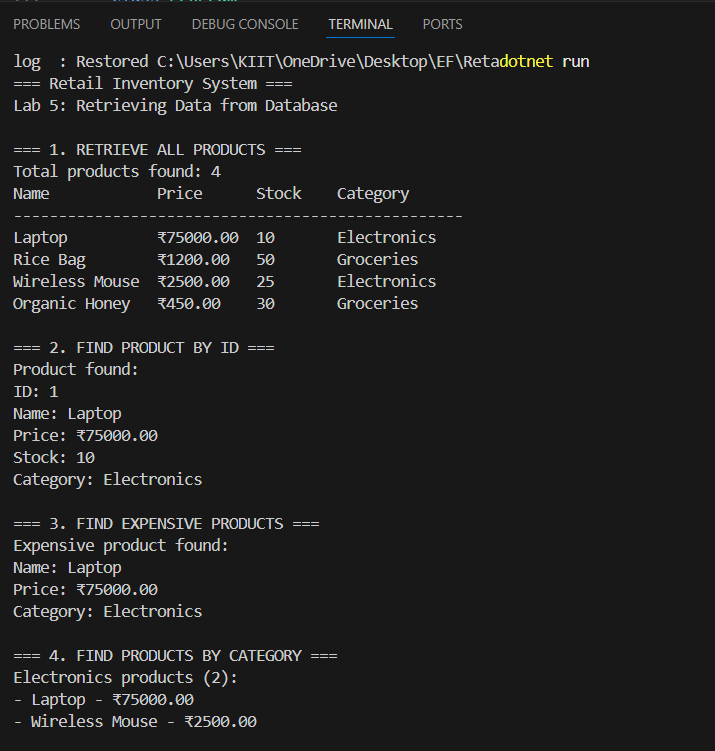 PROBLEMS OUTPUT DEBUG CONSOLE TERMINAL PORTS
log  : Restored C:\Users\KIIT\OneDrive\Desktop\EF\Retadotnet run
=== Retail Inventory System ===
Lab 5: Retrieving Data from Database

=== 1. RETRIEVE ALL PRODUCTS ===
Total products found: 4
Name            Price      Stock    Category
--------------------------------------------------
Laptop          ₹75000.00  10       Electronics
Rice Bag        ₹1200.00   50       Groceries
Wireless Mouse  ₹2500.00   25       Electronics
Organic Honey   ₹450.00    30       Groceries

=== 2. FIND PRODUCT BY ID ===
Product found:
ID: 1
Name: Laptop
Price: ₹75000.00
Stock: 10
Category: Electronics

=== 3. FIND EXPENSIVE PRODUCTS ===
Expensive product found:
Name: Laptop
Price: ₹75000.00
Category: Electronics

=== 4. FIND PRODUCTS BY CATEGORY ===
Electronics products (2):
- Laptop - ₹75000.00
- Wireless Mouse - ₹2500.00